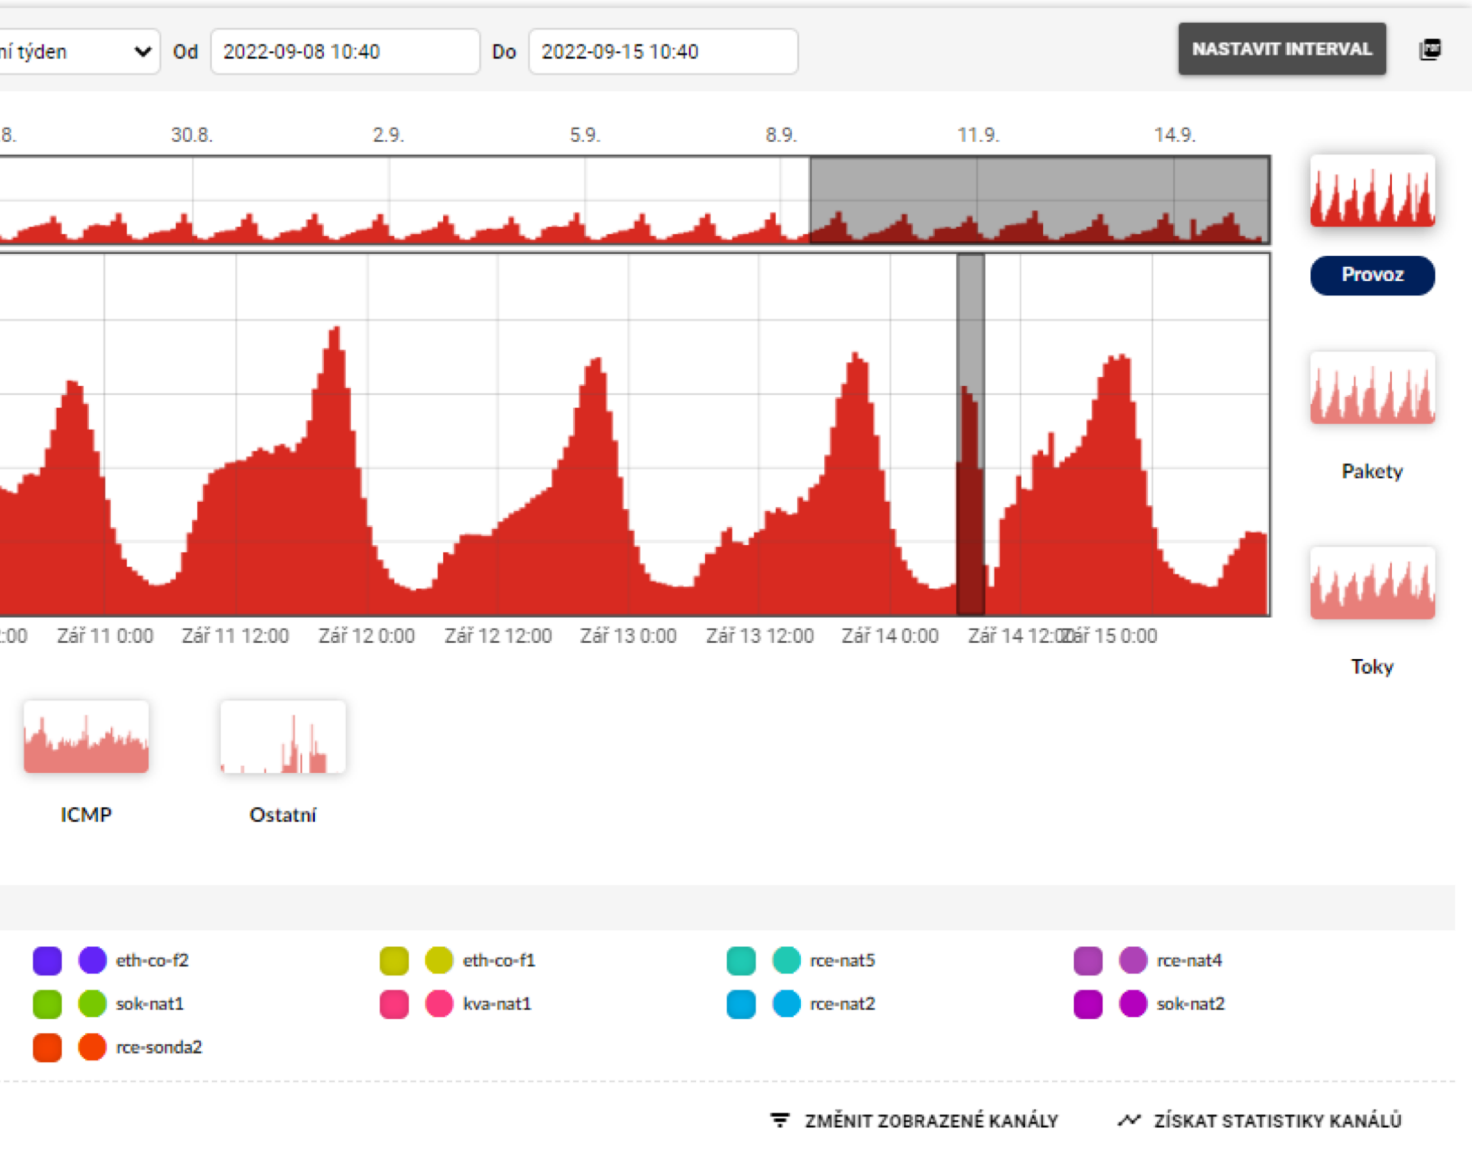 ní týden Od 2022-09-08 10:40 Do 2022-09-15 10:40 NASTAVIT INTERVAL PDF
8. 30.8. 2.9. 5.9. 8.9. 11.9. 14.9.
Provoz
Pakety
:00 Zář 11 0:00 Zář 11 12:00 Zář 12 0:00 Zář 12 12:00 Zář 13 0:00 Zář 13 12:00 Zář 14 0:00 Zář 14 12:00 Zář 15 0:00
Toky
ICMP Ostatní
eth-co-f2 eth-co-f1 rce-nat5 rce-nat4
sok-nat1 kva-nat1 rce-nat2 sok-nat2
rce-sonda2
ZMĚNIT ZOBRAZENÉ KANÁLY ZÍSKAT STATISTIKY KANÁLŮ